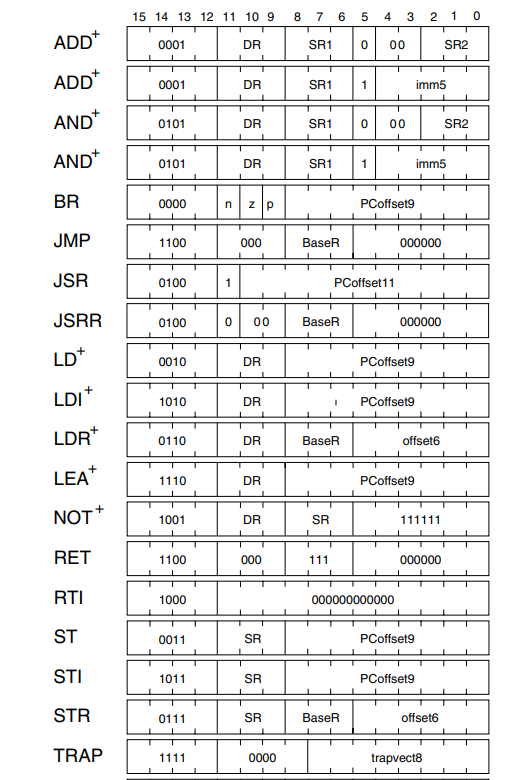 15 14 13 12 11 10 9 8 7 6 5 4 3 2 1 0
ADD+ 0001 DR SR1 0 00 SR2
ADD+ 0001 DR SR1 1 imm5
AND+ 0101 DR SR1 0 00 SR2
AND+ 0101 DR SR1 1 imm5
BR 0000 n z p PCoffset9
JMP 1100 000 BaseR 000000
JSR 0100 1 PCoffset11
JSRR 0100 0 00 BaseR 000000
LD+ 0010 DR PCoffset9
LDI+ 1010 DR PCoffset9
LDR+ 0110 DR BaseR offset6
LEA+ 1110 DR PCoffset9
NOT+ 1001 DR SR 111111
RET 1100 000 111 000000
RTI 1000 000000000000
ST 0011 SR PCoffset9
STI 1011 SR PCoffset9
STR 0111 SR BaseR offset6
TRAP 1111 0000 trapvect8